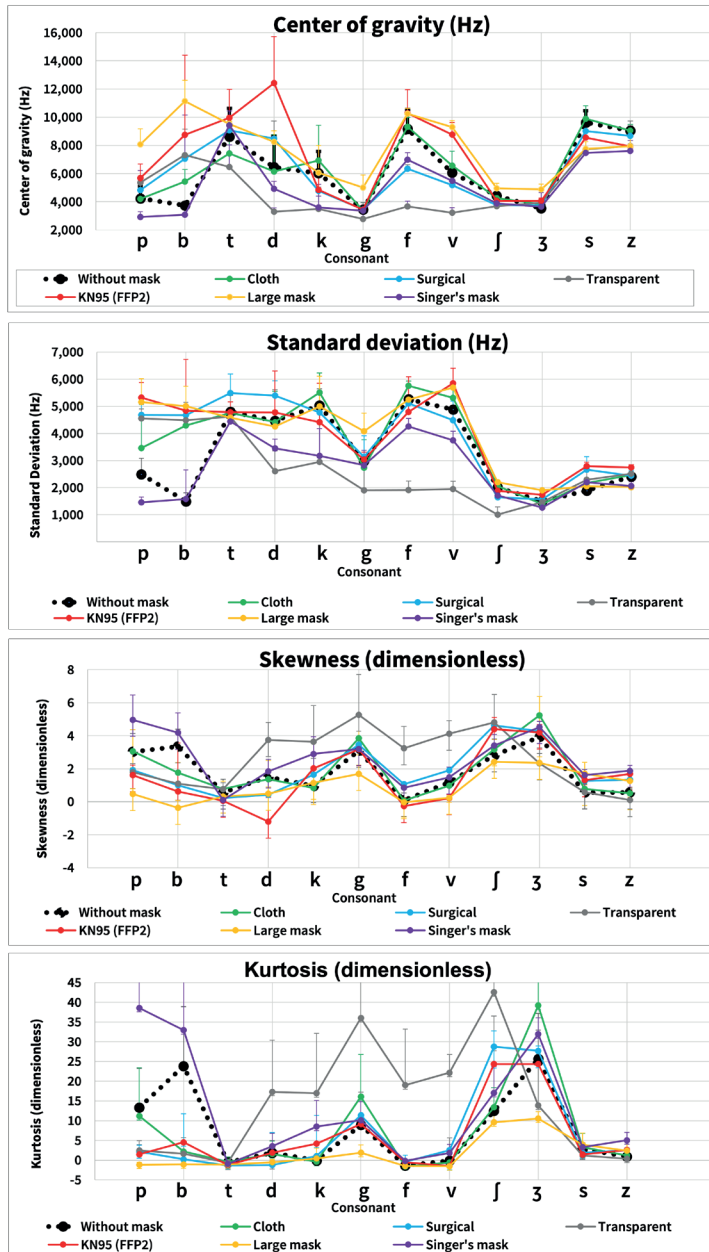 Center of gravity (Hz)
Center of gravity (Hz)
16,000
14,000
12,000
10,000
8,000
6,000
4,000
2,000
p b t d k g f v ʃ ʒ s z
Consonant
Without mask Cloth Surgical Transparent
KN95 (FFP2) Large mask Singer's mask
Standard deviation (Hz)
Standard Deviation (Hz)
7,000
6,000
5,000
4,000
3,000
2,000
1,000
p b t d k g f v ʃ ʒ s z
Consonant
Without mask Cloth Surgical Transparent
KN95 (FFP2) Large mask Singer's mask
Skewness (dimensionless)
Skewness (dimensionless)
8
6
4
2
0
-2
-4
p b t d k g f v ʃ ʒ s z
Consonant
Without mask Cloth Surgical Transparent
KN95 (FFP2) Large mask Singer's mask
Kurtosis (dimensionless)
Kurtosis (dimensionless)
45
40
35
30
25
20
15
10
5
0
-5
p b t d k g f v ʃ ʒ s z
Consonant
Without mask Cloth Surgical Transparent
KN95 (FFP2) Large mask Singer's mask